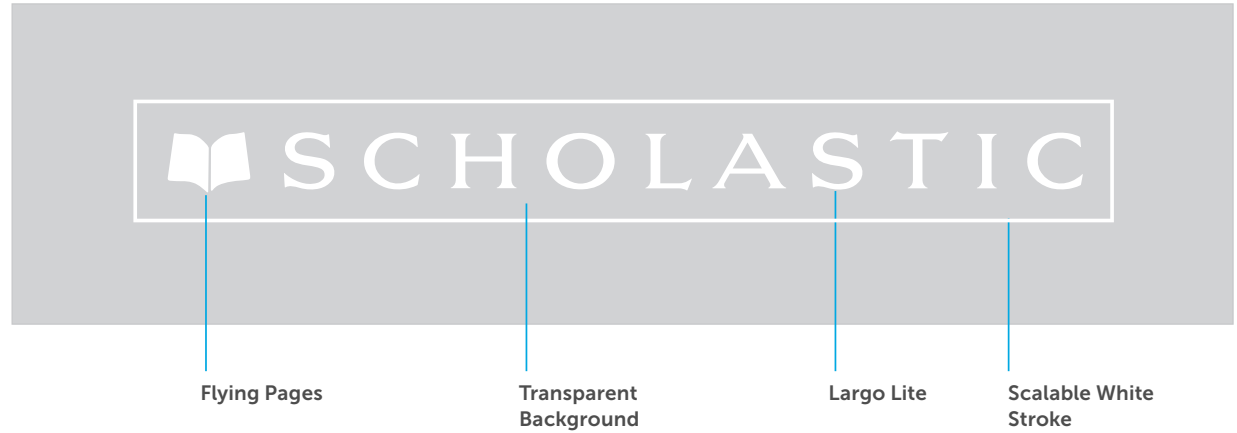 SCHOLASTIC
Flying Pages
Transparent
Background
Largo Lite
Scalable White
Stroke